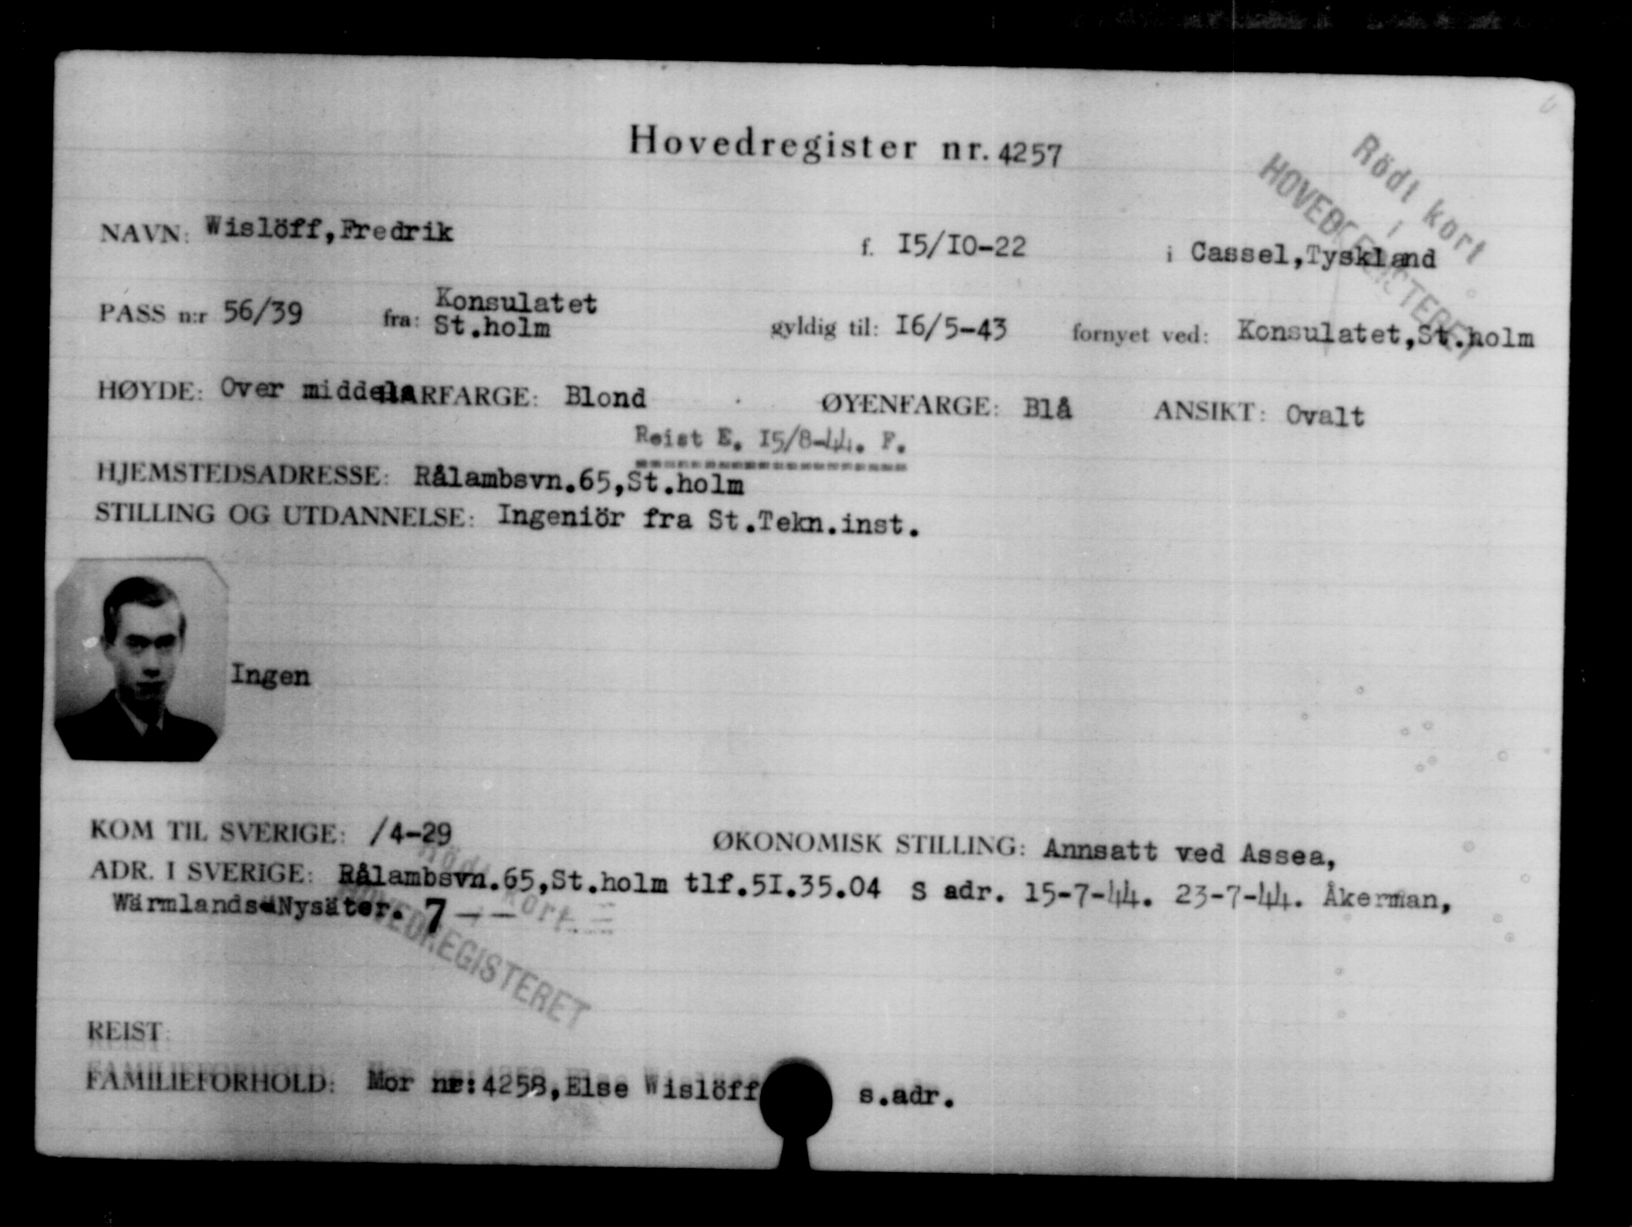 Hovedregister nr. 4257
Rödt kort
i
HOVEDREGISTERET
NAVN: Wislöff,Fredrik f. I5/I0-22 i Cassel,Tyskland
PASS n:r 56/39 fra: Konsulatet St.holm gyldig til: I6/5-43 fornyet ved: Konsulatet,St.holm
HØYDE: Over middels HÅRFARGE: Blond ØYENFARGE: Blå ANSIKT: Ovalt
Reist E. I5/8-44. F.
HJEMSTEDSADRESSE: Rålambsvn.65,St.holm
STILLING OG UTDANNELSE: Ingeniör fra St.Tekn.inst.
Ingen
KOM TIL SVERIGE: /4-29 ØKONOMISK STILLING: Annsatt ved Assea,
ADR. I SVERIGE: Rålambsvn.65,St.holm tlf.5I.35.04 S adr. 15-7-44. 23-7-44. Åkerman,
Wärmlands-Nysäter. 7--
Rödt kort
i
HOVEDREGISTERET
REIST:
FAMILIEFORHOLD: Mor nr:4258,Else Wislöff s.adr.